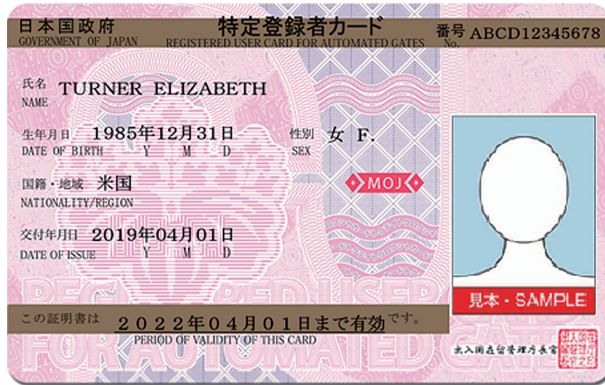 日本国政府 特定登録者カード 番号 ABCD12345678
GOVERNMENT OF JAPAN REGISTERED USER CARD FOR AUTOMATED GATES No.
氏名 TURNER ELIZABETH
NAME
生年月日 1985年12月31日 性別 女 F.
DATE OF BIRTH Y M D SEX
国籍・地域 米国
NATIONALITY/REGION
MOJ
交付年月日 2019年04月01日
DATE OF ISSUE Y M D
見本・SAMPLE
REGISTERED USER
この証明書は 2022年04月01日まで有効 です。
PERIOD OF VALIDITY OF THIS CARD
FOR AUTOMATED GATES
出入国在留管理庁長官